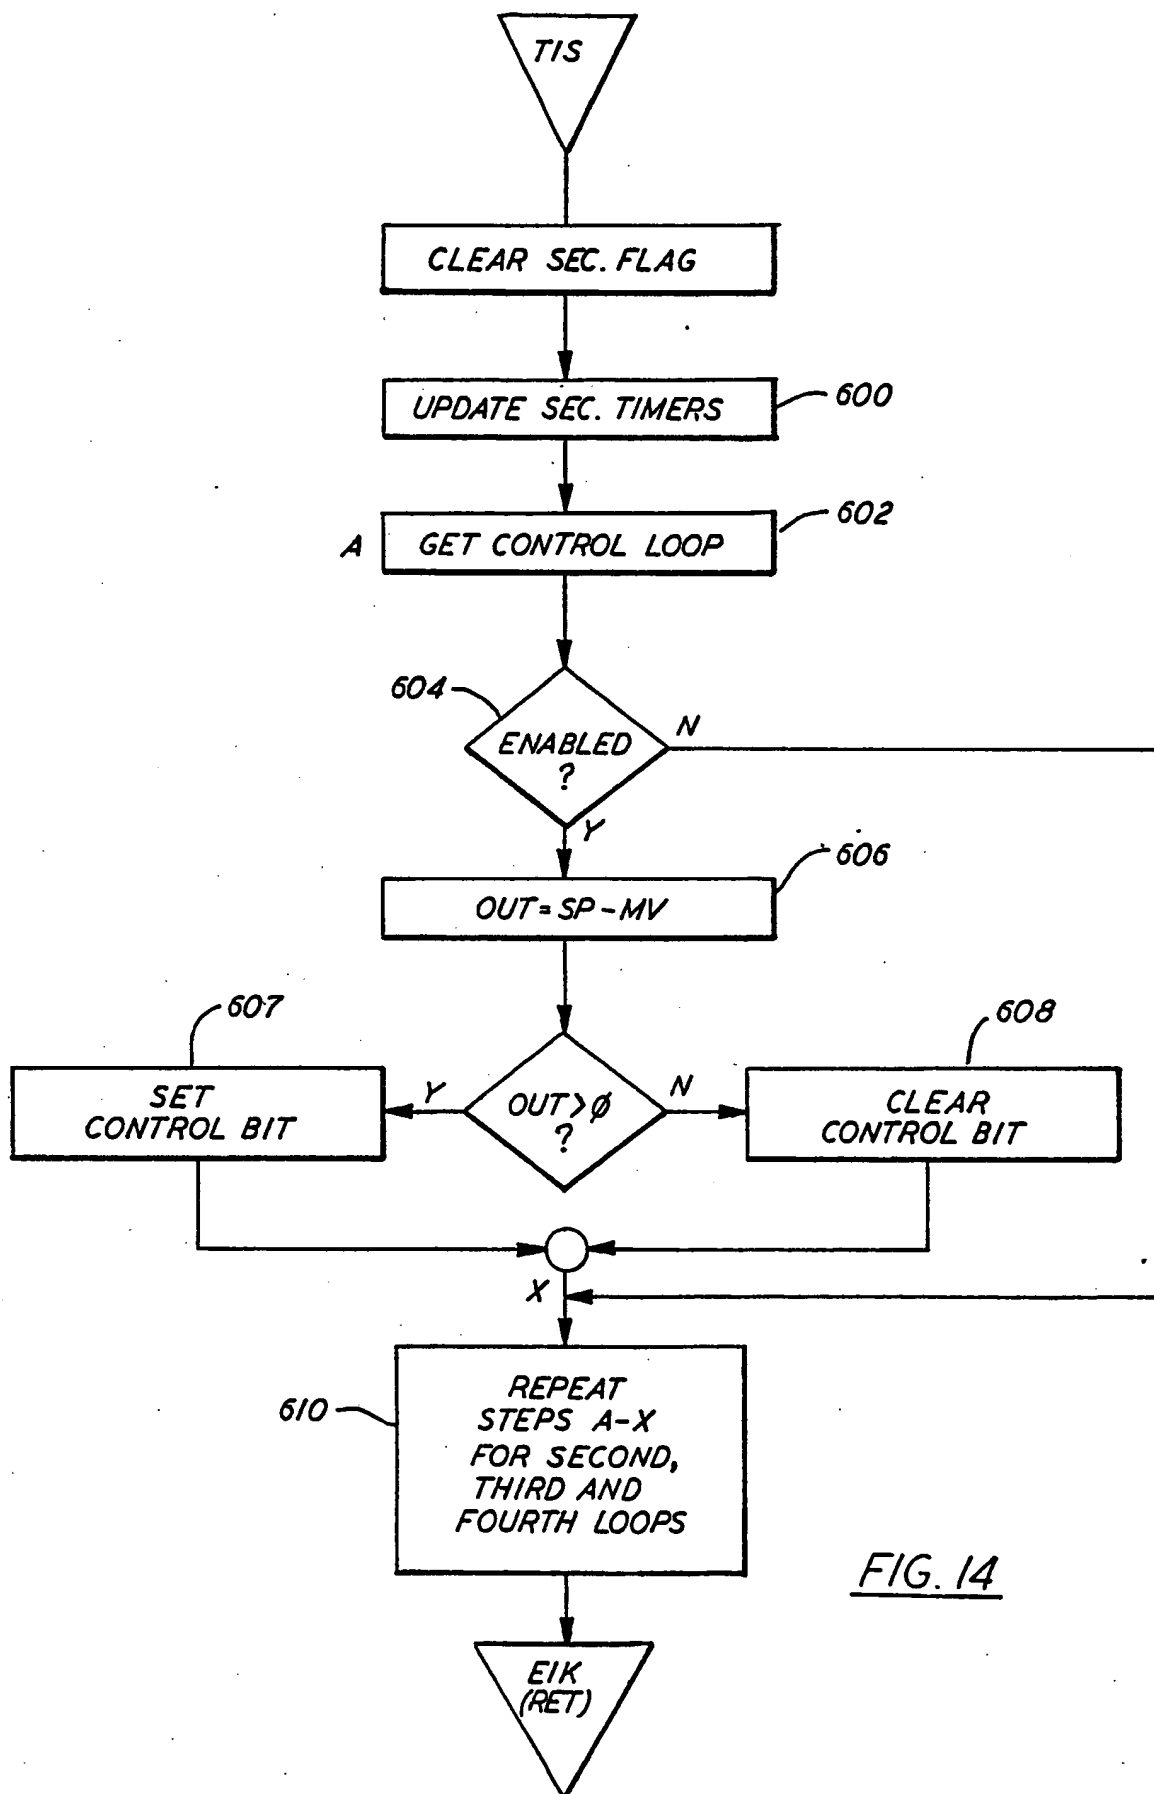 TIS
CLEAR SEC. FLAG
UPDATE SEC. TIMERS
600
A
GET CONTROL LOOP
602
604
ENABLED
?
N
Y
606
OUT = SP - MV
607
608
SET
CONTROL BIT
Y
OUT > Ø
?
N
CLEAR
CONTROL BIT
X
610
REPEAT
STEPS A-X
FOR SECOND,
THIRD AND
FOURTH LOOPS
FIG. 14
EIK
(RET)